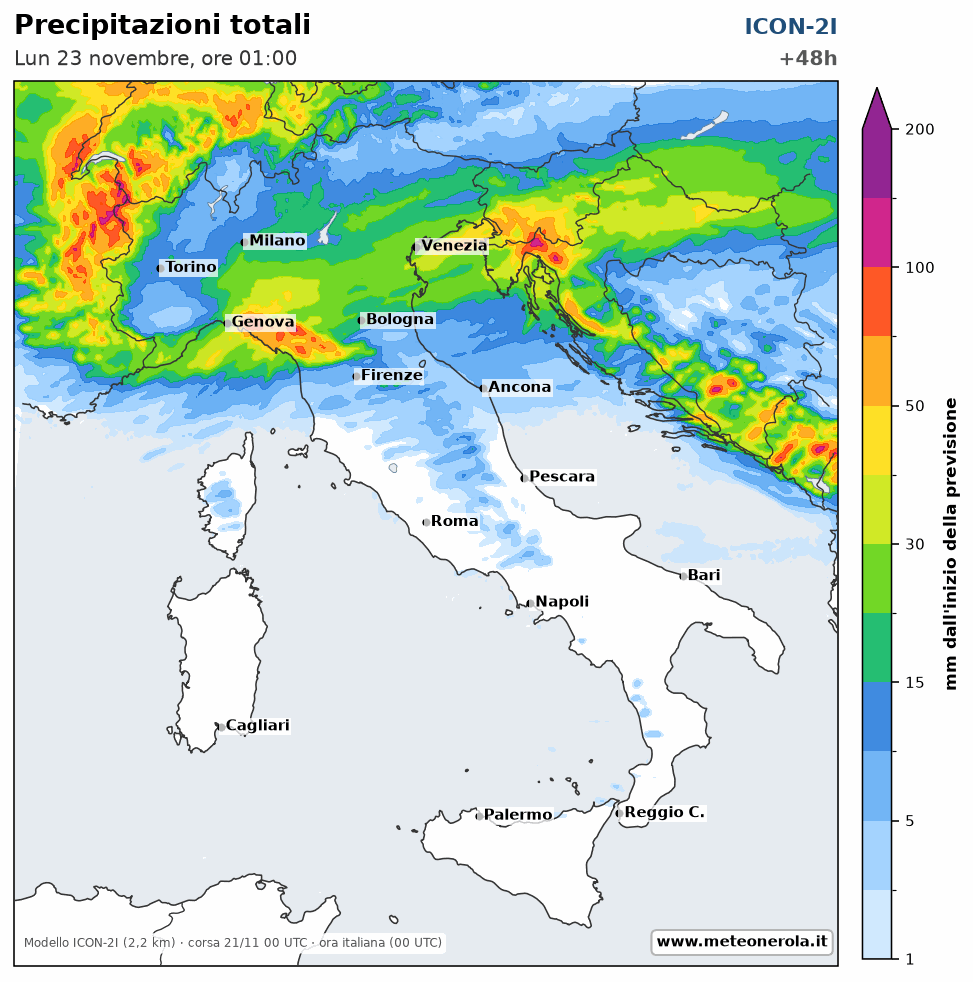 Precipitazioni totali
ICON-2I
Lun 23 novembre, ore 01:00
+48h
200
100
50
30
15
5
1
mm dall'inizio della previsione
Milano
Venezia
Torino
Genova
Bologna
Firenze
Ancona
Pescara
Roma
Bari
Napoli
Cagliari
Palermo
Reggio C.
Modello ICON-2I (2,2 km) · corsa 21/11 00 UTC · ora italiana (00 UTC)
www.meteonerola.it